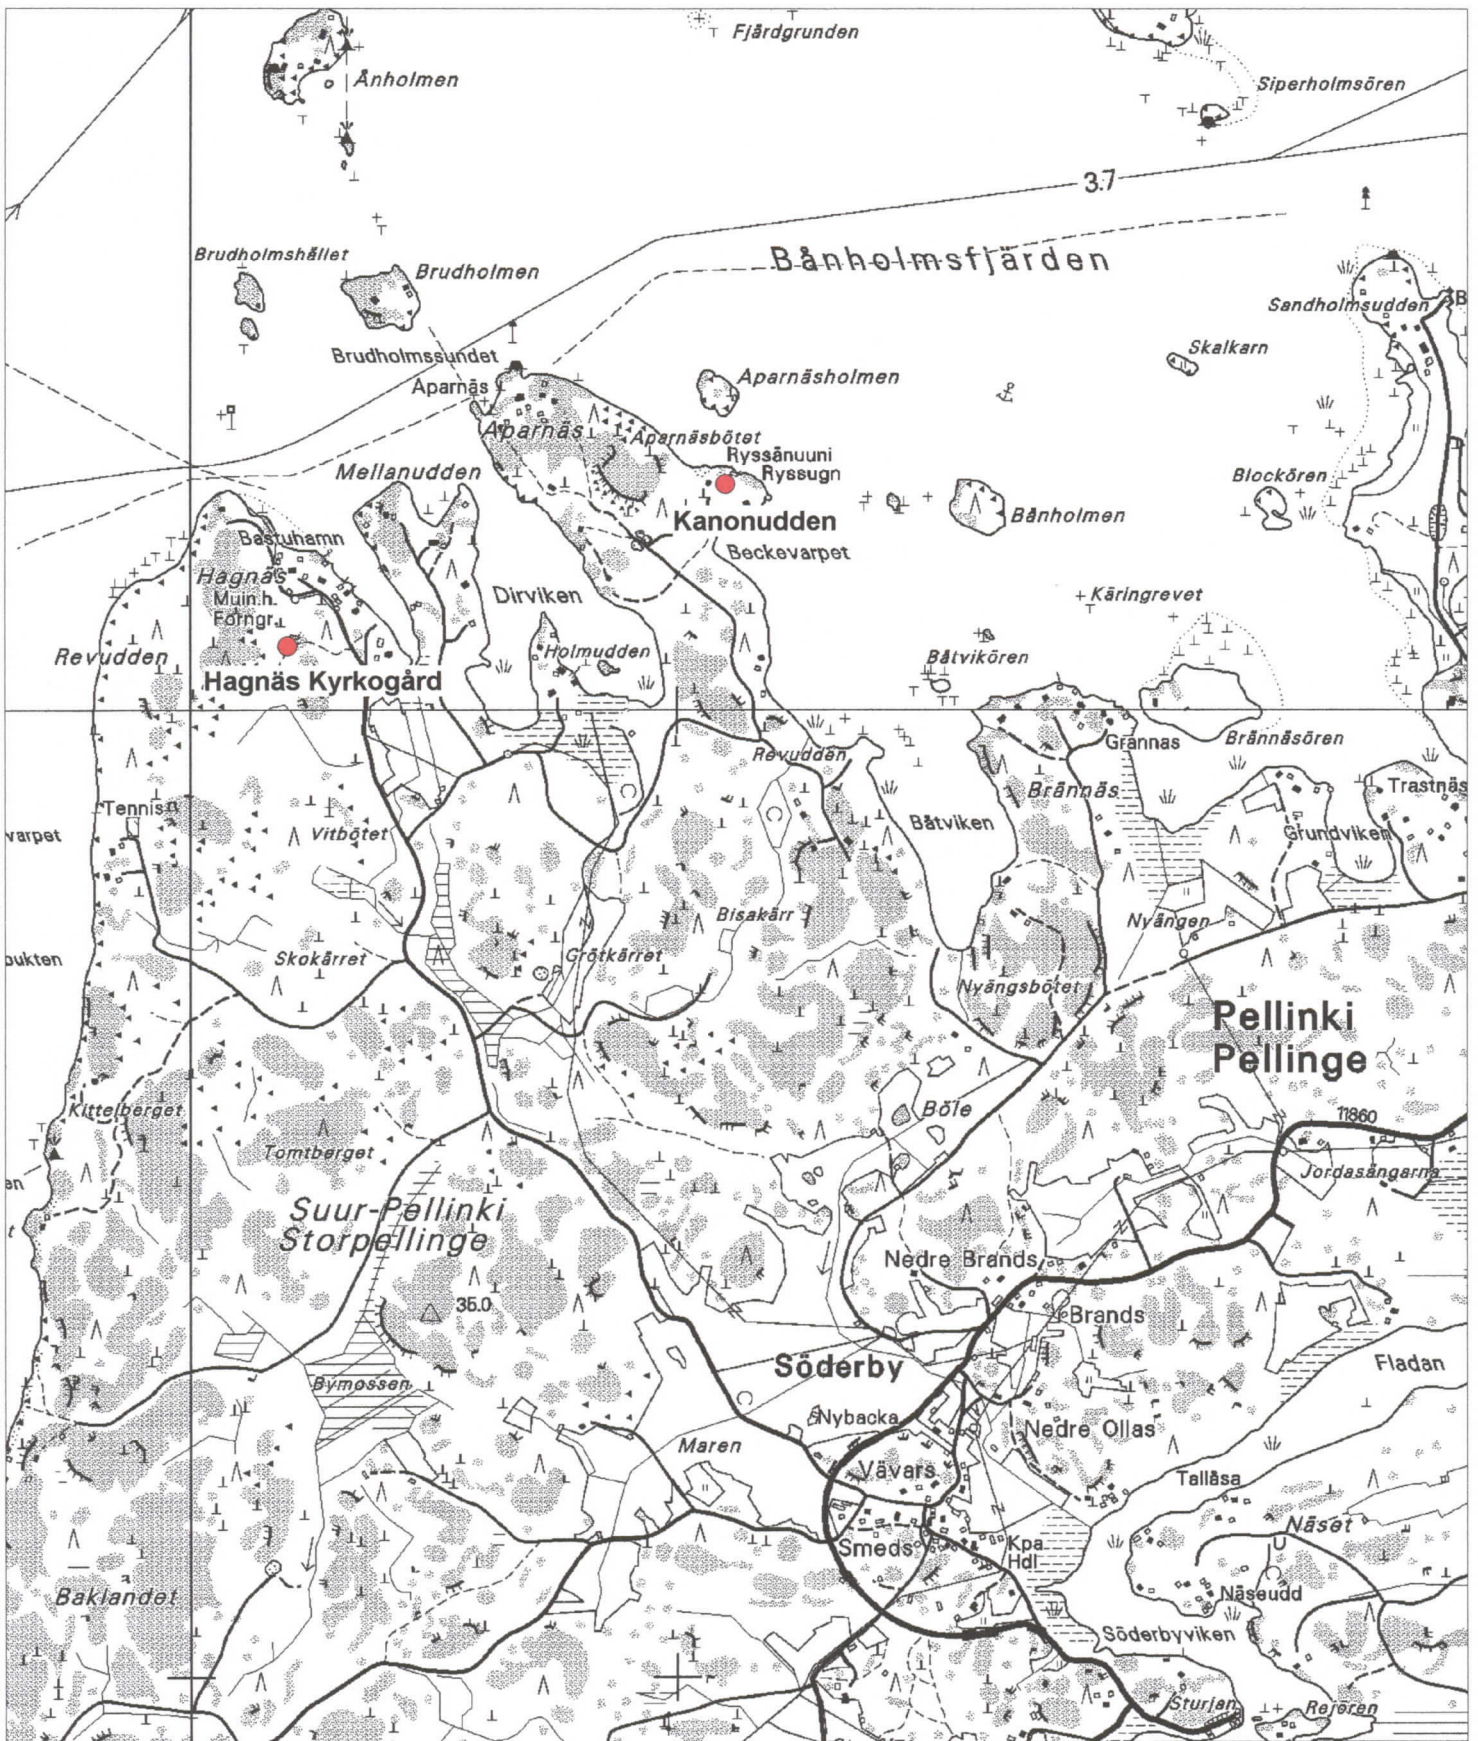 Fjärdgrunden
Ånholmen
Siperholmsören
3.7
Brudholmshället
Brudholmen
Bånholmsfjärden
Sandholmsudden
Brudholmssundet
Skalkarn
Aparnäs
Aparnäsholmen
Aparnäs
Aparnäsbötet
Ryssänuuni
Ryssugn
Mellanudden
Blockören
Kanonudden
Bånholmen
Bastuhamn
Beckevarpet
Hagnäs
Muin.h.
Forngr.
Dirviken
Käringrevet
Revudden
Holmudden
Båtvikören
Hagnäs Kyrkogård
Revudden
Grännas
Brännäsören
Tennis
Brännäs
Trastnäs
varpet
Vitbötet
Båtviken
Grundviken
Bisakärr
Nyängen
bukten
Skokärret
Grötkärret
Nyängsbötet
Pellinki
Pellinge
Kittelberget
Böle
11860
Tomtberget
Jordasängarna
Suur-Pellinki
Storpellinge
Nedre Brands
35.0
Brands
Söderby
Fladan
Bymossen
Nybacka
Nedre Ollas
Maren
Vävars
Tallåsa
Näset
Smeds
Kpa
Hdl
Baklandet
Näseudd
Söderbyviken
Sturjan
Rejören